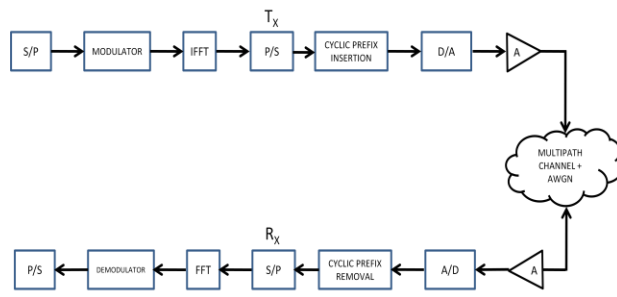 Tx
S/P
MODULATOR
IFFT
P/S
CYCLIC PREFIX
INSERTION
D/A
A
MULTIPATH
CHANNEL +
AWGN
Rx
P/S
DEMODULATOR
FFT
S/P
CYCLIC PREFIX
REMOVAL
A/D
A